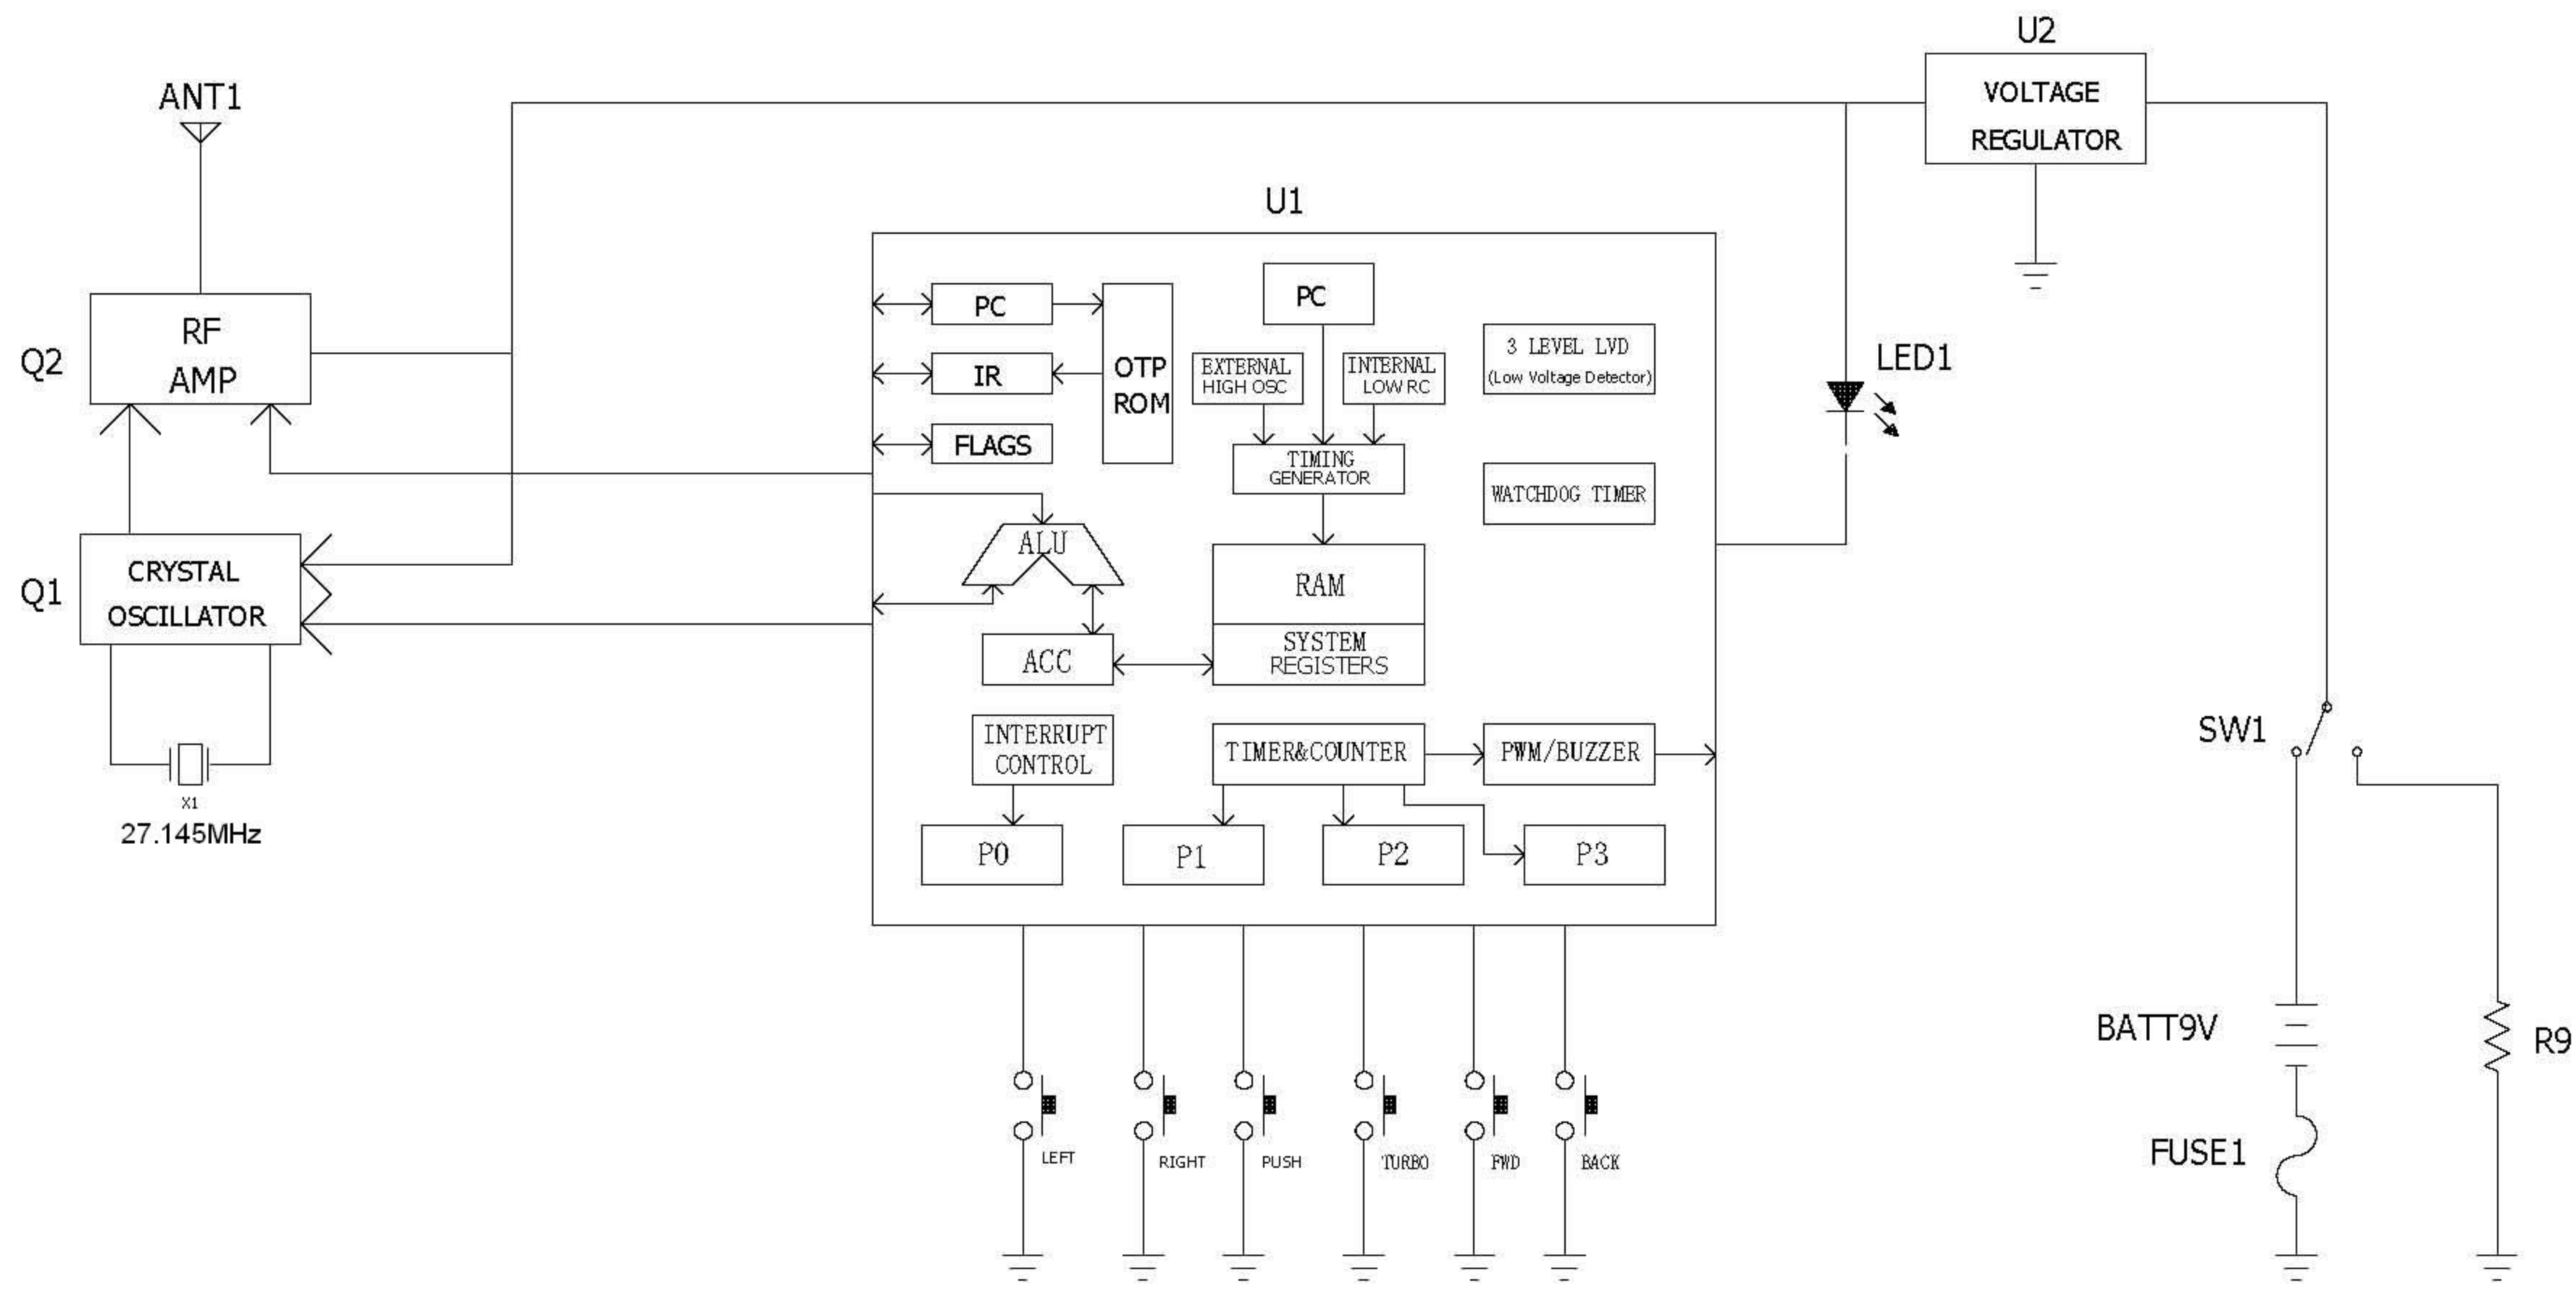 U2
VOLTAGE
REGULATOR
ANT1
U1
RF
AMP
Q2
PC
IR
FLAGS
OTP
ROM
PC
EXTERNAL
HIGH OSC
INTERNAL
LOW RC
TIMING
GENERATOR
3 LEVEL LVD
(Low Voltage Detector)
WATCHDOG TIMER
LED1
CRYSTAL
OSCILLATOR
Q1
ALU
ACC
RAM
SYSTEM
REGISTERS
X1
27.145MHz
INTERRUPT
CONTROL
TIMER&COUNTER
PWM/BUZZER
P0
P1
P2
P3
SW1
BATT9V
R9
FUSE1
LEFT
RIGHT
PUSH
TURBO
FWD
BACK